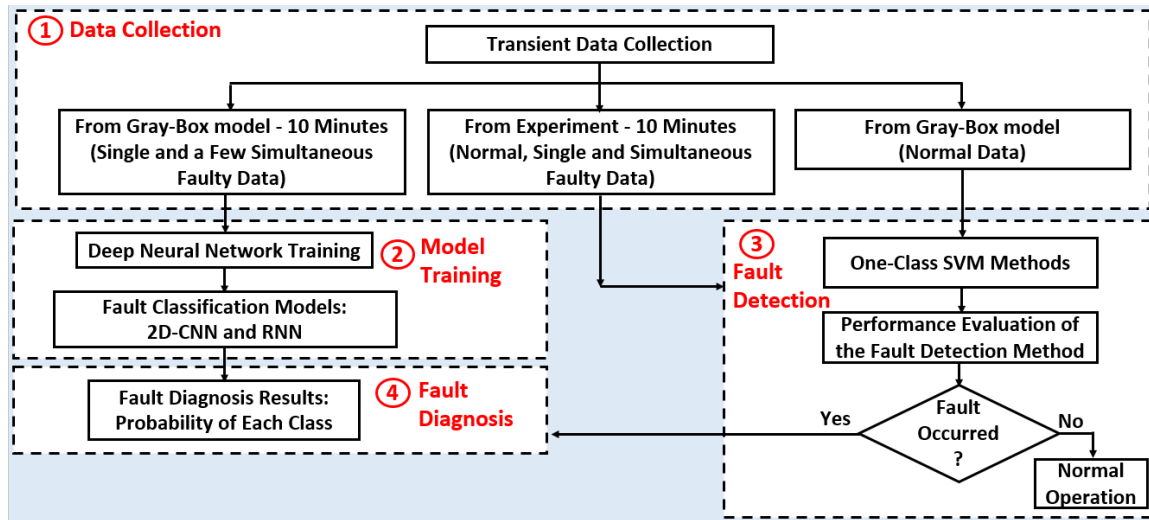 1 Data Collection
Transient Data Collection
From Gray-Box model - 10 Minutes
(Single and a Few Simultaneous
Faulty Data)
From Experiment - 10 Minutes
(Normal, Single and Simultaneous
Faulty Data)
From Gray-Box model
(Normal Data)
Deep Neural Network Training
2 Model
Training
Fault Classification Models:
2D-CNN and RNN
3
Fault
Detection
One-Class SVM Methods
Performance Evaluation of
the Fault Detection Method
Fault Diagnosis Results:
Probability of Each Class
4 Fault
Diagnosis
Yes
Fault
Occurred
?
No
Normal
Operation